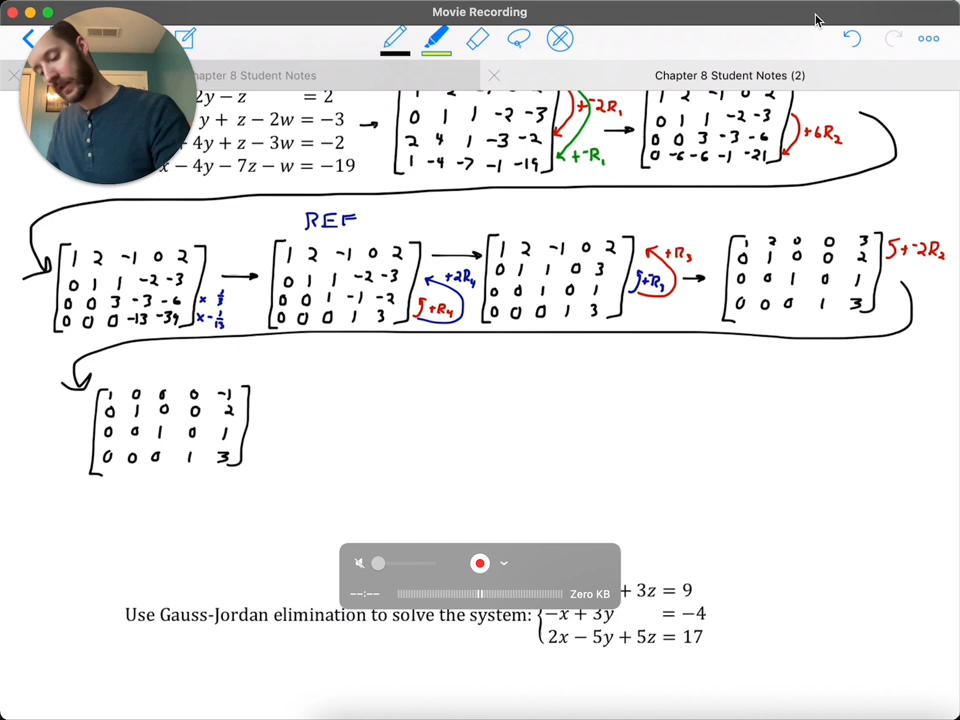 Movie Recording
Chapter 8 Student Notes
Chapter 8 Student Notes (2)
2y − z = 2
y + z − 2w = −3
4y + z − 3w = −2
− 4y − 7z − w = −19
0 1 1 -2 -3
2 4 1 -3 -2
1 -4 -7 -1 -19
+-2R₁
+-R₁
1 2 -1 0 2
0 1 1 -2 -3
0 0 3 -3 -6
0 -6 -6 -1 -21
+6R₂
REF
1 2 -1 0 2
0 1 1 -2 -3
0 0 3 -3 -6 × 1/3
0 0 0 -13 -39 × -1/13
1 2 -1 0 2
0 1 1 -2 -3
0 0 1 -1 -2
0 0 0 1 3
+2R₄
+R₄
1 2 -1 0 2
0 1 1 0 3
0 0 1 0 1
0 0 0 1 3
+R₃
+-R₃
1 2 0 0 3
0 1 0 0 2
0 0 1 0 1
0 0 0 1 3
+-2R₂
1 0 0 0 -1
0 1 0 0 2
0 0 1 0 1
0 0 0 1 3
--:--
Zero KB
+ 3z = 9
Use Gauss-Jordan elimination to solve the system: −x + 3y = −4
2x − 5y + 5z = 17